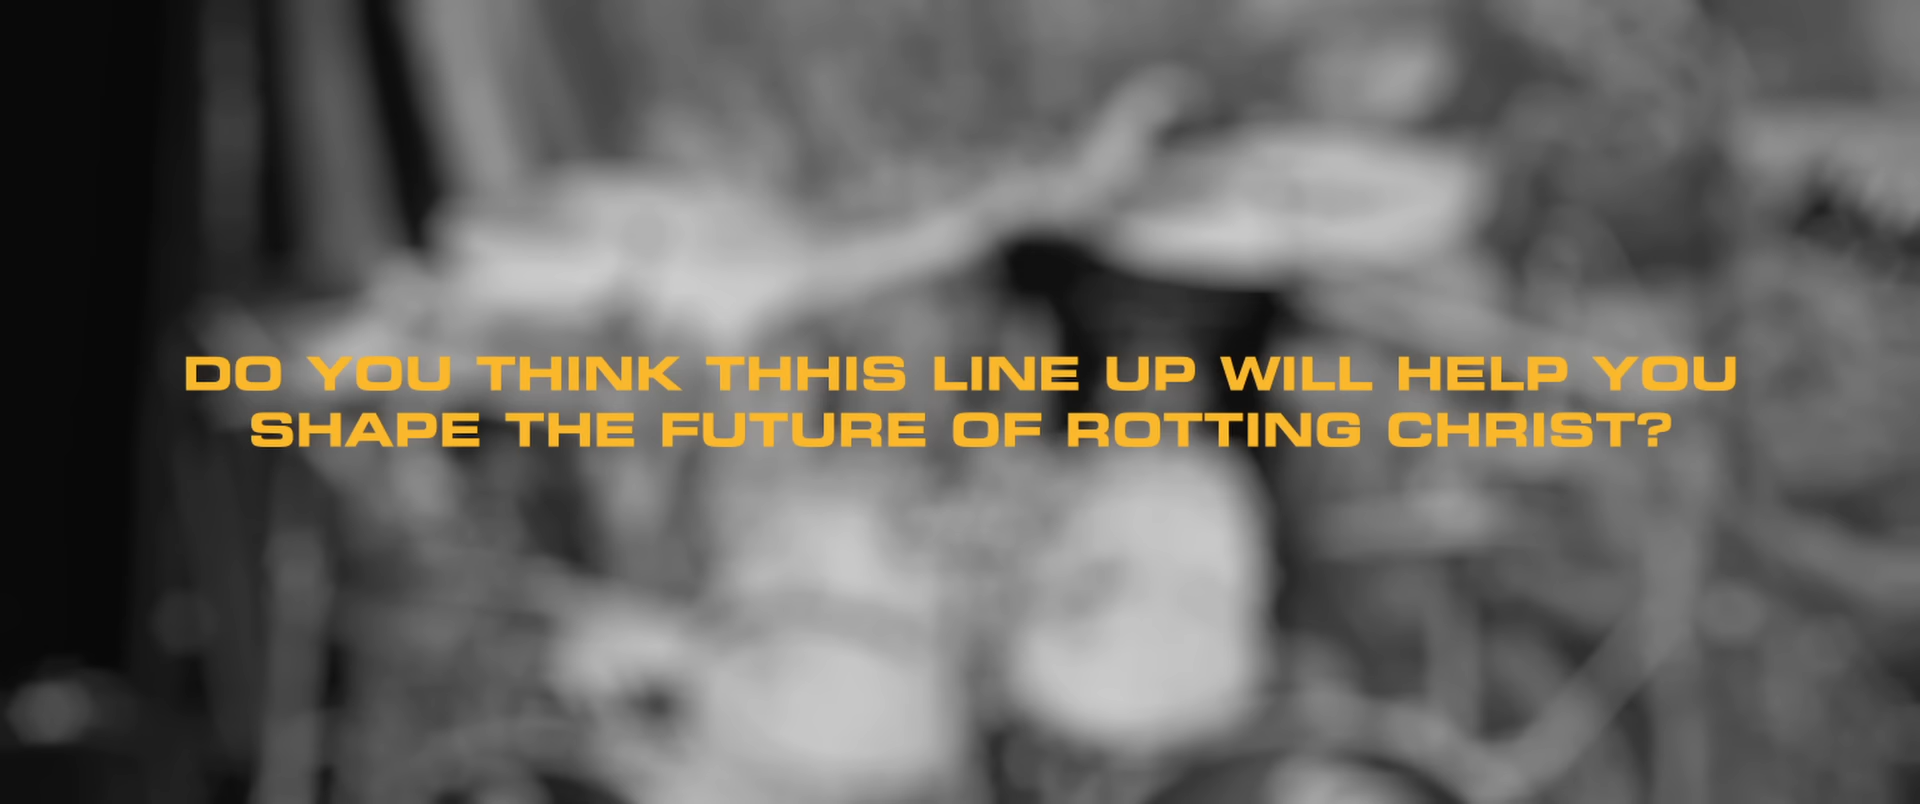 DO YOU THINK THHIS LINE UP WILL HELP YOU
SHAPE THE FUTURE OF ROTTING CHRIST?